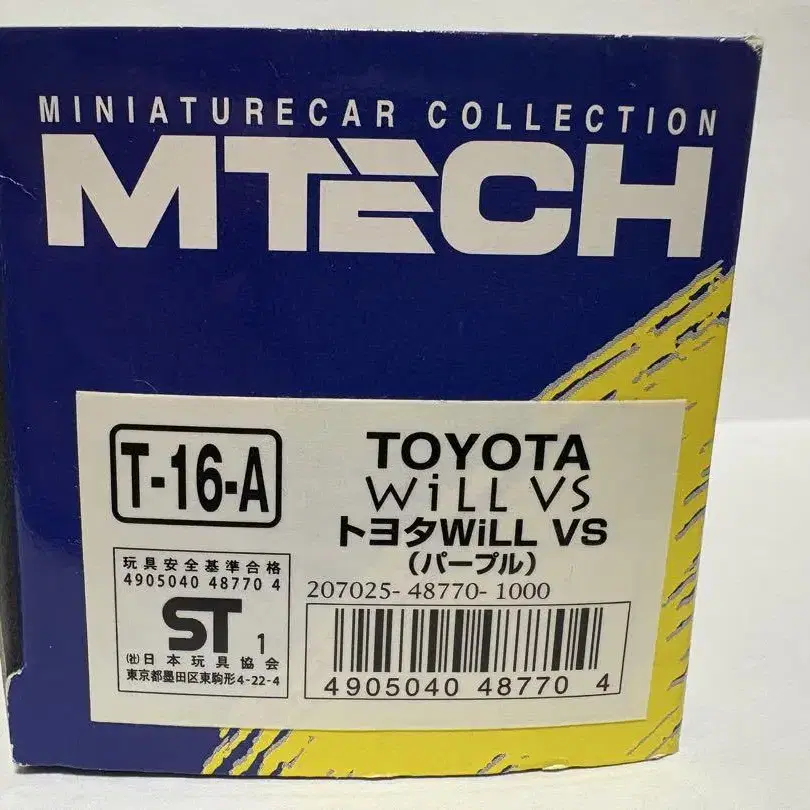 MINIATURECAR COLLECTION
MTECH
T-16-A
TOYOTA
WiLL VS
トヨタWiLL VS
(パープル)
207025-48770-1000
玩具安全基準合格
4905040 48770 4
ST 1
(社)日本玩具協会
東京都墨田区東駒形4-22-4
4905040 48770 4